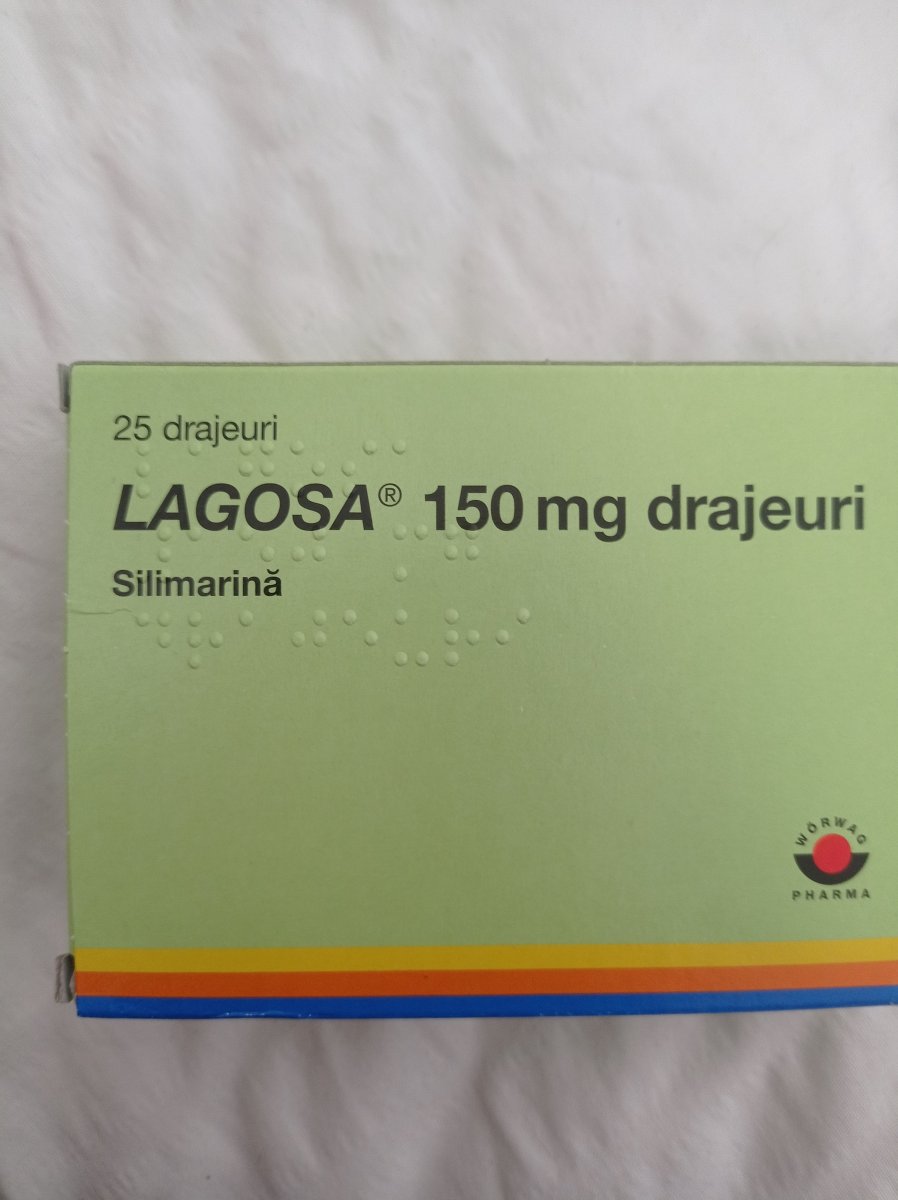 25 drajeuri
LAGOSA® 150 mg drajeuri
Silimarină
WÖRWAG
PHARMA